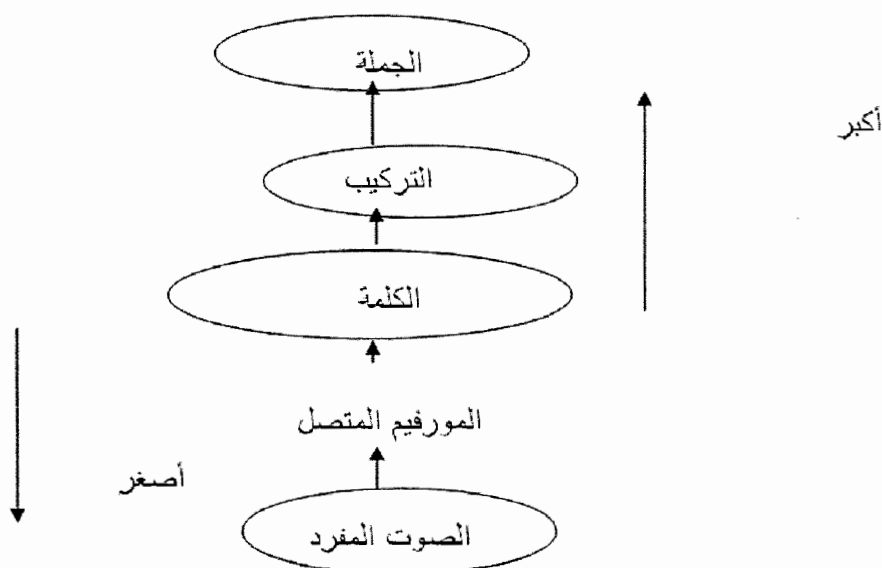 الجملة
أكبر
التركيب
الكلمة
المورفيم المتصل
أصغر
الصوت المفرد